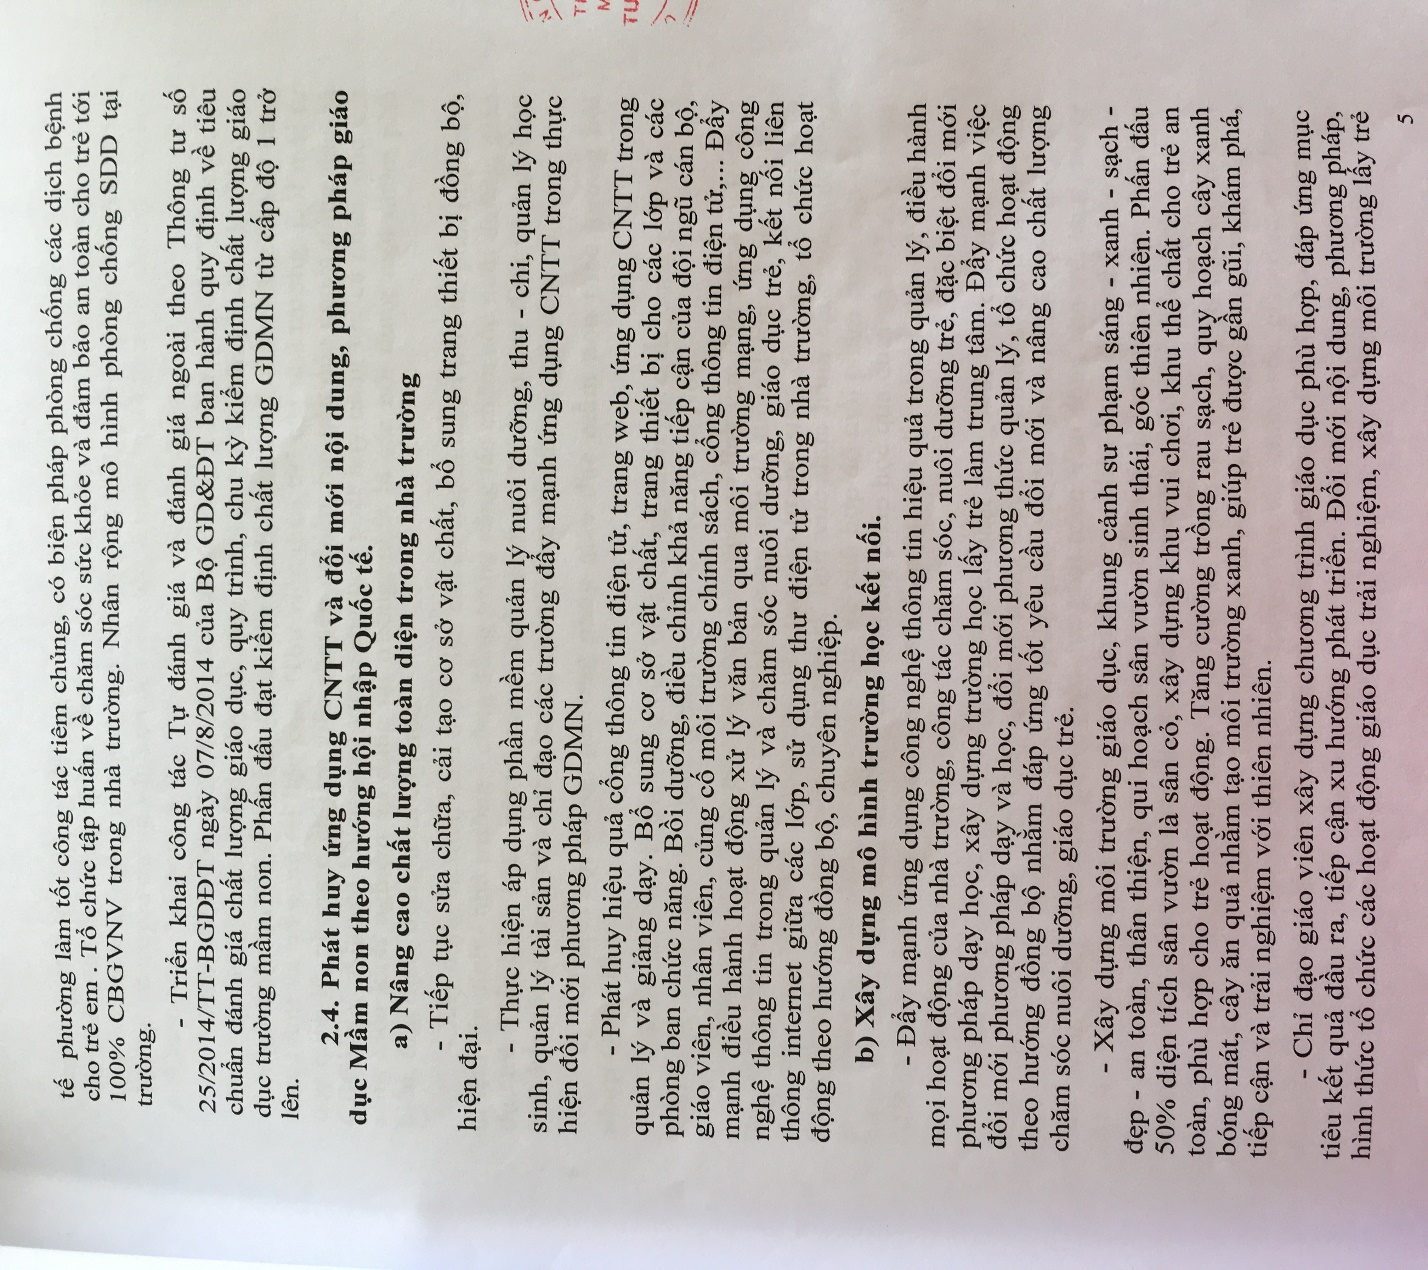 tế phường làm tốt công tác tiêm chủng, có biện pháp phòng chống các dịch bệnh
cho trẻ em . Tổ chức tập huấn về chăm sóc sức khỏe và đảm bảo an toàn cho trẻ tới
100% CBGVNV trong nhà trường. Nhân rộng mô hình phòng chống SDD tại
trường.
- Triển khai công tác Tự đánh giá và đánh giá ngoài theo Thông tư số
25/2014/TT-BGDĐT ngày 07/8/2014 của Bộ GD&ĐT ban hành quy định về tiêu
chuẩn đánh giá chất lượng giáo dục, quy trình, chu kỳ kiểm định chất lượng giáo
dục trường mầm non. Phấn đấu đạt kiểm định chất lượng GDMN từ cấp độ 1 trở
lên.
2.4. Phát huy ứng dụng CNTT và đổi mới nội dung, phương pháp giáo
dục Mầm non theo hướng hội nhập Quốc tế.
a) Nâng cao chất lượng toàn diện trong nhà trường
- Tiếp tục sửa chữa, cải tạo cơ sở vật chất, bổ sung trang thiết bị đồng bộ,
hiện đại.
- Thực hiện áp dụng phần mềm quản lý nuôi dưỡng, thu - chi, quản lý học
sinh, quản lý tài sản và chỉ đạo các trường đẩy mạnh ứng dụng CNTT trong thực
hiện đổi mới phương pháp GDMN.
- Phát huy hiệu quả cổng thông tin điện tử, trang web, ứng dụng CNTT trong
quản lý và giảng dạy. Bổ sung cơ sở vật chất, trang thiết bị cho các lớp và các
phòng ban chức năng. Bồi dưỡng, điều chỉnh khả năng tiếp cận của đội ngũ cán bộ,
giáo viên, nhân viên, củng cố môi trường chính sách, cổng thông tin điện tử,... Đẩy
mạnh điều hành hoạt động xử lý văn bản qua môi trường mạng, ứng dụng công
nghệ thông tin trong quản lý và chăm sóc nuôi dưỡng, giáo dục trẻ, kết nối liên
thông internet giữa các lớp, sử dụng thư điện tử trong nhà trường, tổ chức hoạt
động theo hướng đồng bộ, chuyên nghiệp.
b) Xây dựng mô hình trường học kết nối.
- Đẩy mạnh ứng dụng công nghệ thông tin hiệu quả trong quản lý, điều hành
mọi hoạt động của nhà trường, công tác chăm sóc, nuôi dưỡng trẻ, đặc biệt đổi mới
phương pháp dạy học, xây dựng trường học lấy trẻ làm trung tâm. Đẩy mạnh việc
đổi mới phương pháp dạy và học, đổi mới phương thức quản lý, tổ chức hoạt động
theo hướng đồng bộ nhằm đáp ứng tốt yêu cầu đổi mới và nâng cao chất lượng
chăm sóc nuôi dưỡng, giáo dục trẻ.
- Xây dựng môi trường giáo dục, khung cảnh sư phạm sáng - xanh - sạch -
đẹp - an toàn, thân thiện, qui hoạch sân vườn sinh thái, góc thiên nhiên. Phấn đấu
50% diện tích sân vườn là sân cỏ, xây dựng khu vui chơi, khu thể chất cho trẻ an
toàn, phù hợp cho trẻ hoạt động. Tăng cường trồng rau sạch, quy hoạch cây xanh
bóng mát, cây ăn quả nhằm tạo môi trường xanh, giúp trẻ được gần gũi, khám phá,
tiếp cận và trải nghiệm với thiên nhiên.
- Chỉ đạo giáo viên xây dựng chương trình giáo dục phù hợp, đáp ứng mục
tiêu kết quả đầu ra, tiếp cận xu hướng phát triển. Đổi mới nội dung, phương pháp,
hình thức tổ chức các hoạt động giáo dục trải nghiệm, xây dựng môi trường lấy trẻ
5